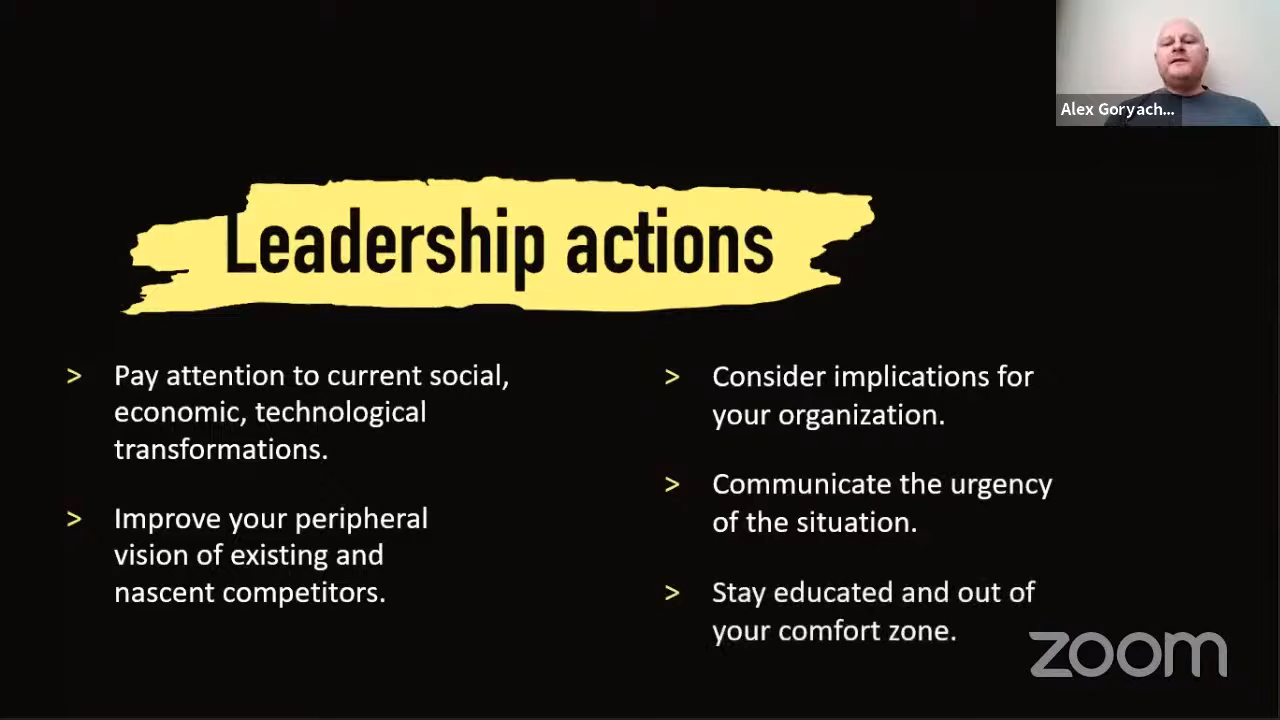 Alex Goryach...
Leadership actions
> Pay attention to current social,
economic, technological
transformations.
> Improve your peripheral
vision of existing and
nascent competitors.
> Consider implications for
your organization.
> Communicate the urgency
of the situation.
> Stay educated and out of
your comfort zone.
zoom